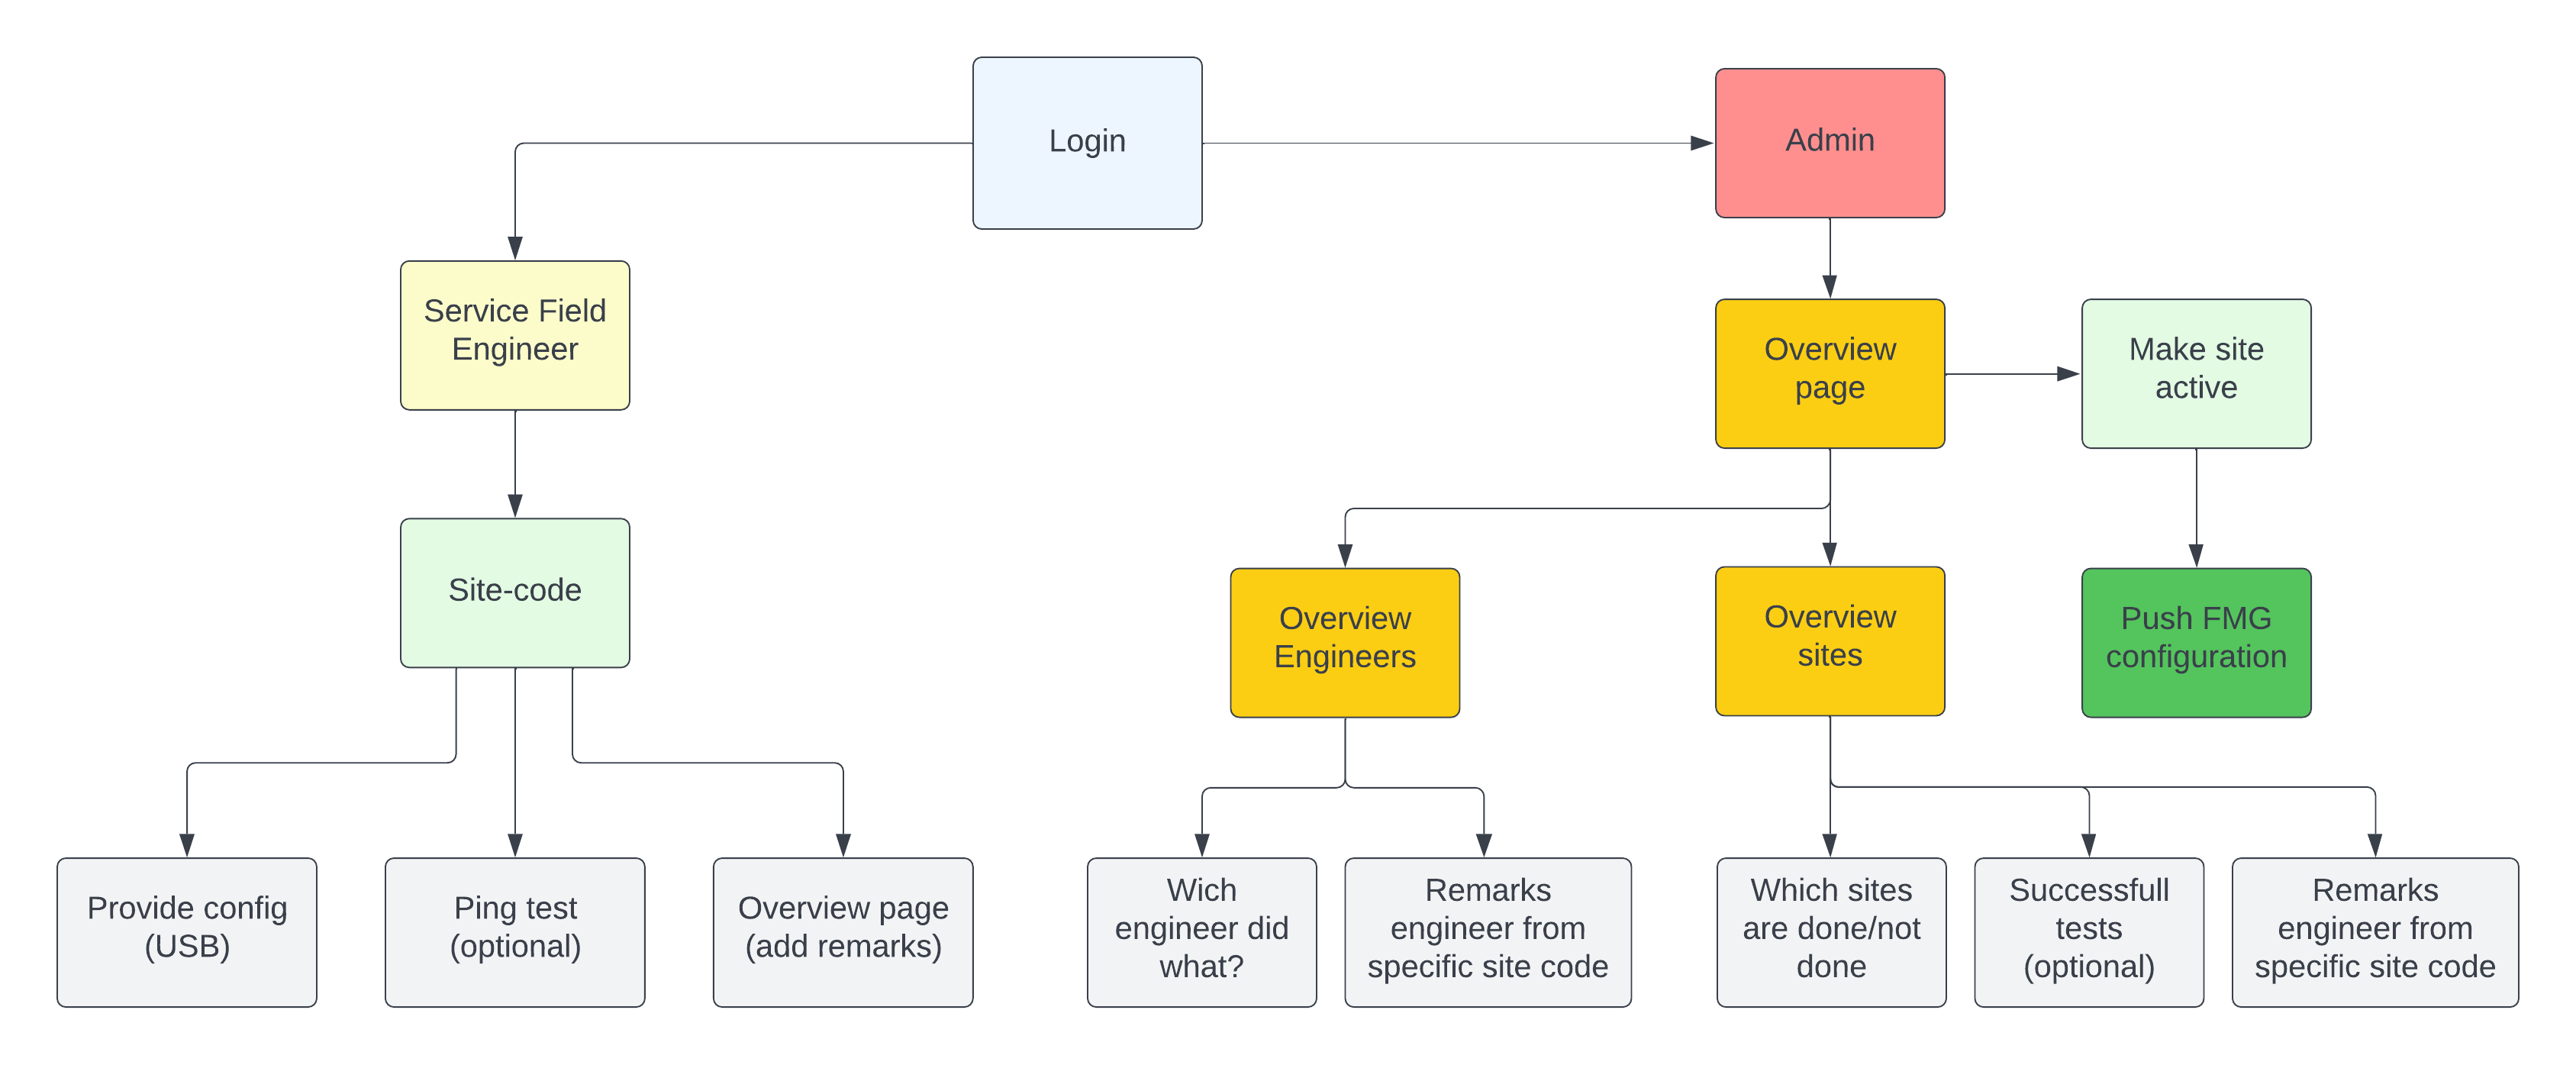 Login
Admin
Service Field
Engineer
Overview
page
Make site
active
Site-code
Overview
Engineers
Overview
sites
Push FMG
configuration
Provide config
(USB)
Ping test
(optional)
Overview page
(add remarks)
Wich
engineer did
what?
Remarks
engineer from
specific site code
Which sites
are done/not
done
Successfull
tests
(optional)
Remarks
engineer from
specific site code